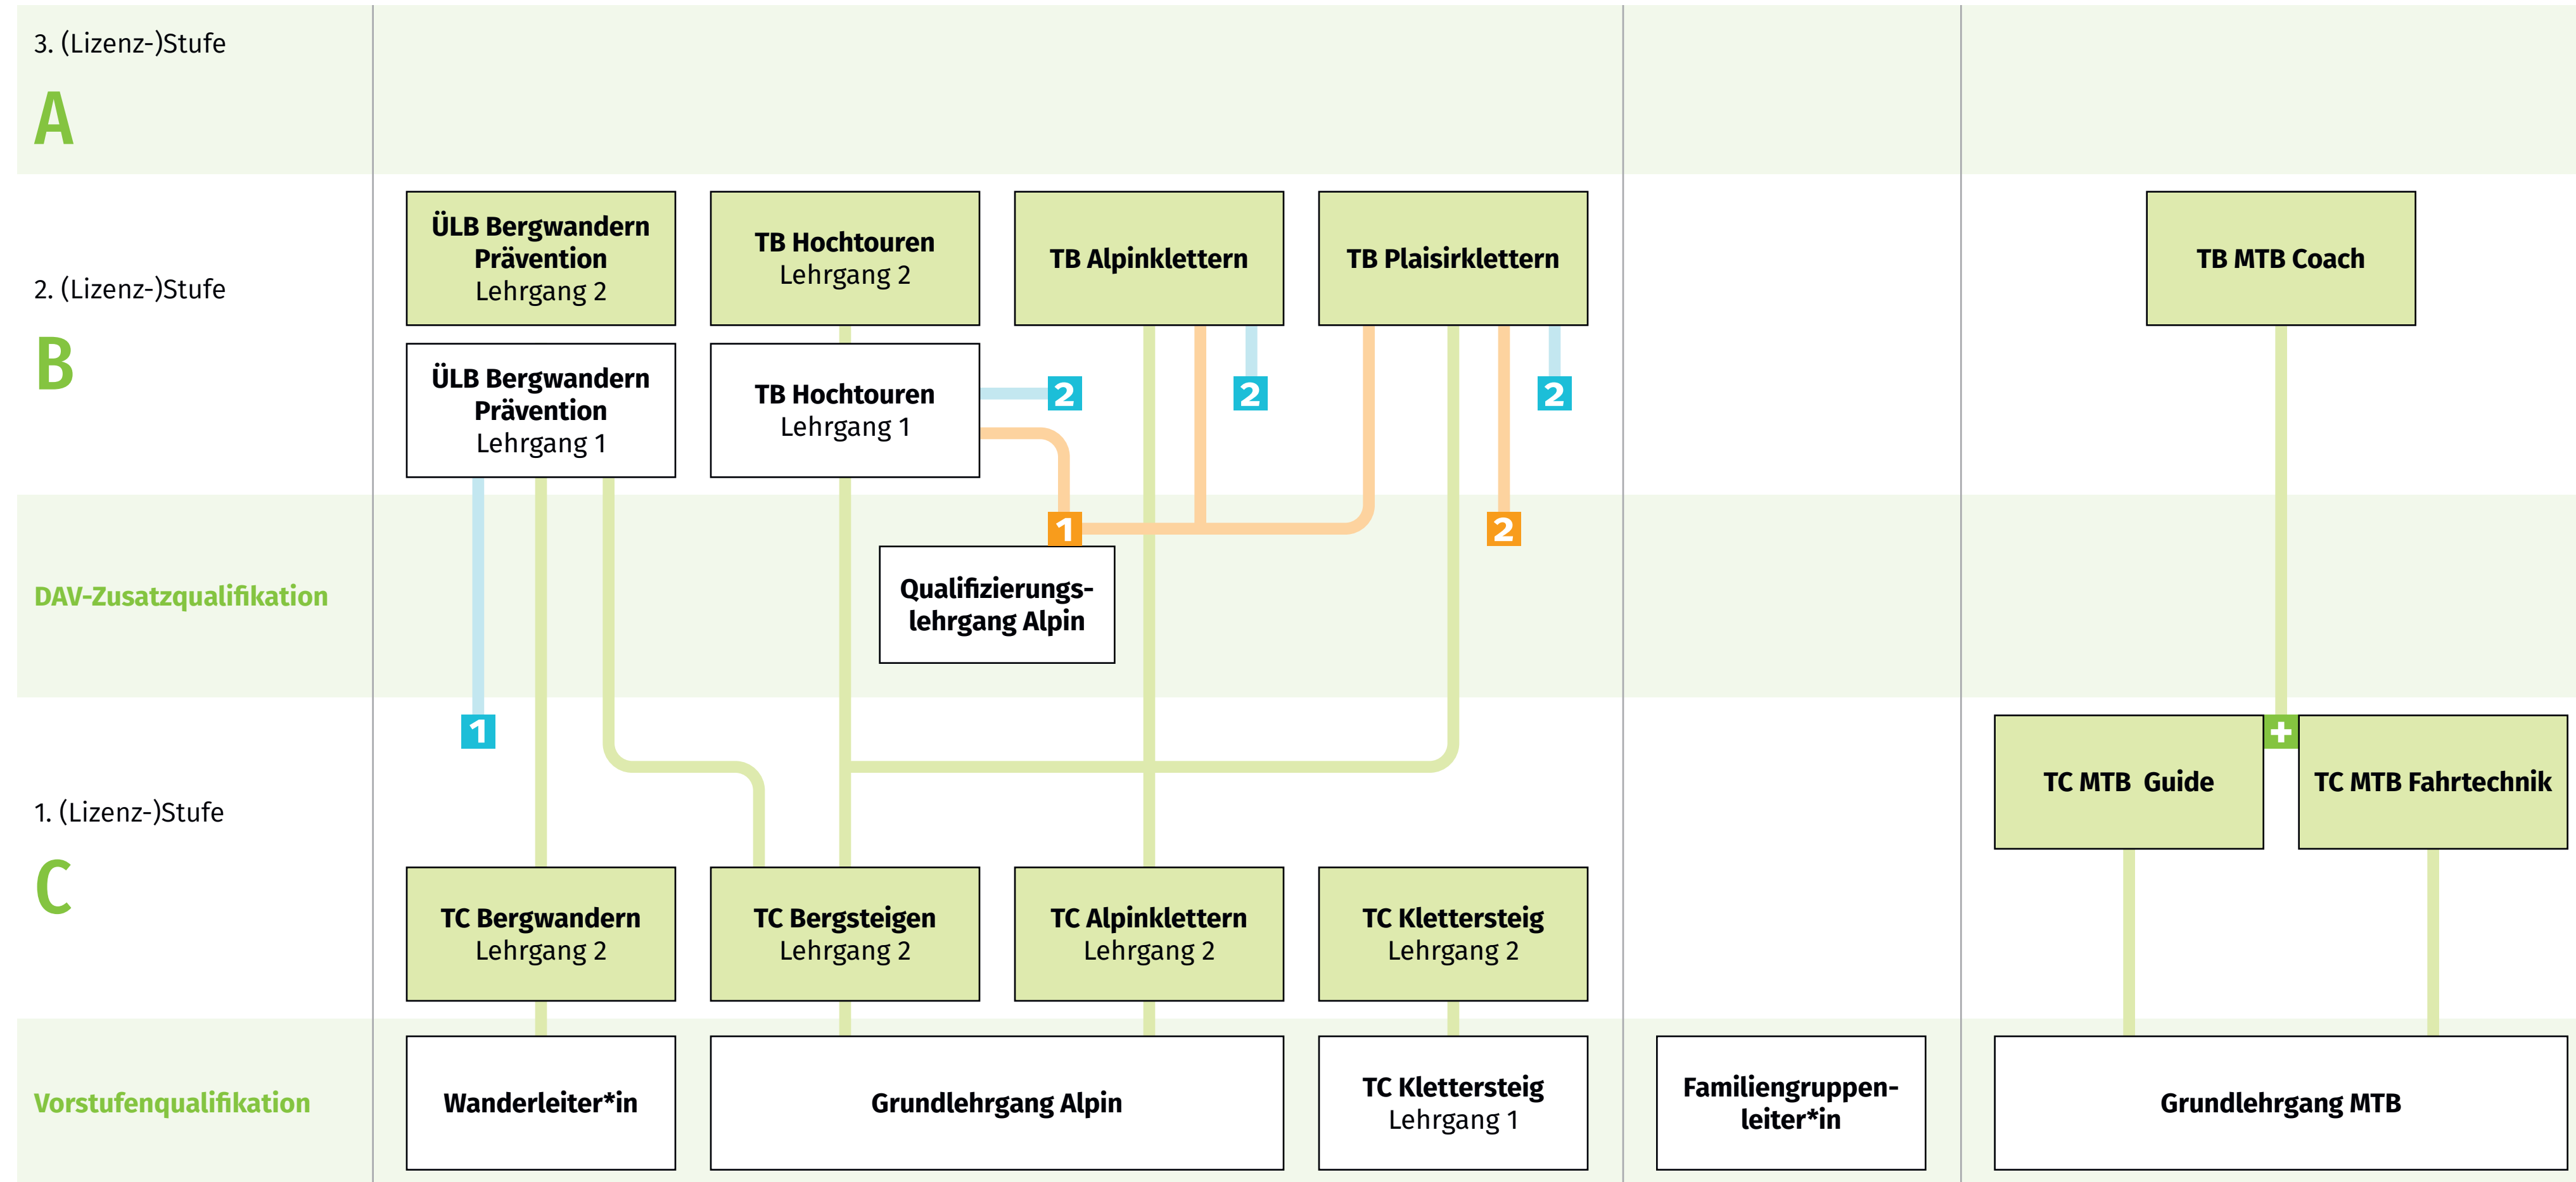 3. (Lizenz-)Stufe
A
2. (Lizenz-)Stufe
B
ÜLB Bergwandern
Prävention
Lehrgang 2
TB Hochtouren
Lehrgang 2
TB Alpinklettern
TB Plaisirklettern
TB MTB Coach
ÜLB Bergwandern
Prävention
Lehrgang 1
TB Hochtouren
Lehrgang 1
2
2
2
DAV-Zusatzqualifikation
1
2
Qualifizierungs-
lehrgang Alpin
1. (Lizenz-)Stufe
C
1
+
TC MTB  Guide
TC MTB Fahrtechnik
TC Bergwandern
Lehrgang 2
TC Bergsteigen
Lehrgang 2
TC Alpinklettern
Lehrgang 2
TC Klettersteig
Lehrgang 2
Vorstufenqualifikation
Wanderleiter*in
Grundlehrgang Alpin
TC Klettersteig
Lehrgang 1
Familiengruppen-
leiter*in
Grundlehrgang MTB